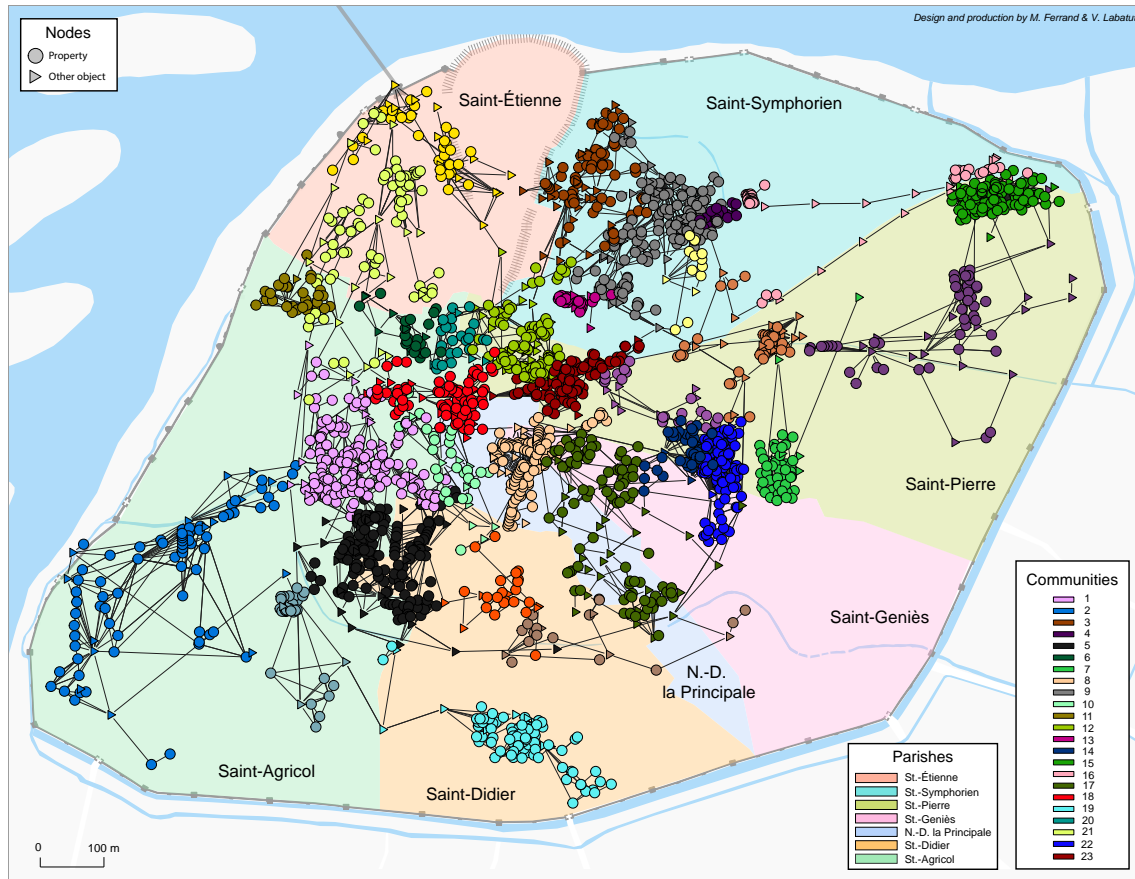 Design and production by M. Ferrand & V. Labatut
Nodes
Property
Other object
Saint-Étienne
Saint-Symphorien
Saint-Pierre
Saint-Geniès
N.-D.
la Principale
Saint-Agricol
Saint-Didier
Communities
1
2
3
4
5
6
7
8
9
10
11
12
13
14
15
16
17
18
19
20
21
22
23
Parishes
St.-Étienne
St.-Symphorien
St.-Pierre
St.-Geniès
N.-D. la Principale
St.-Didier
St.-Agricol
0 100 m